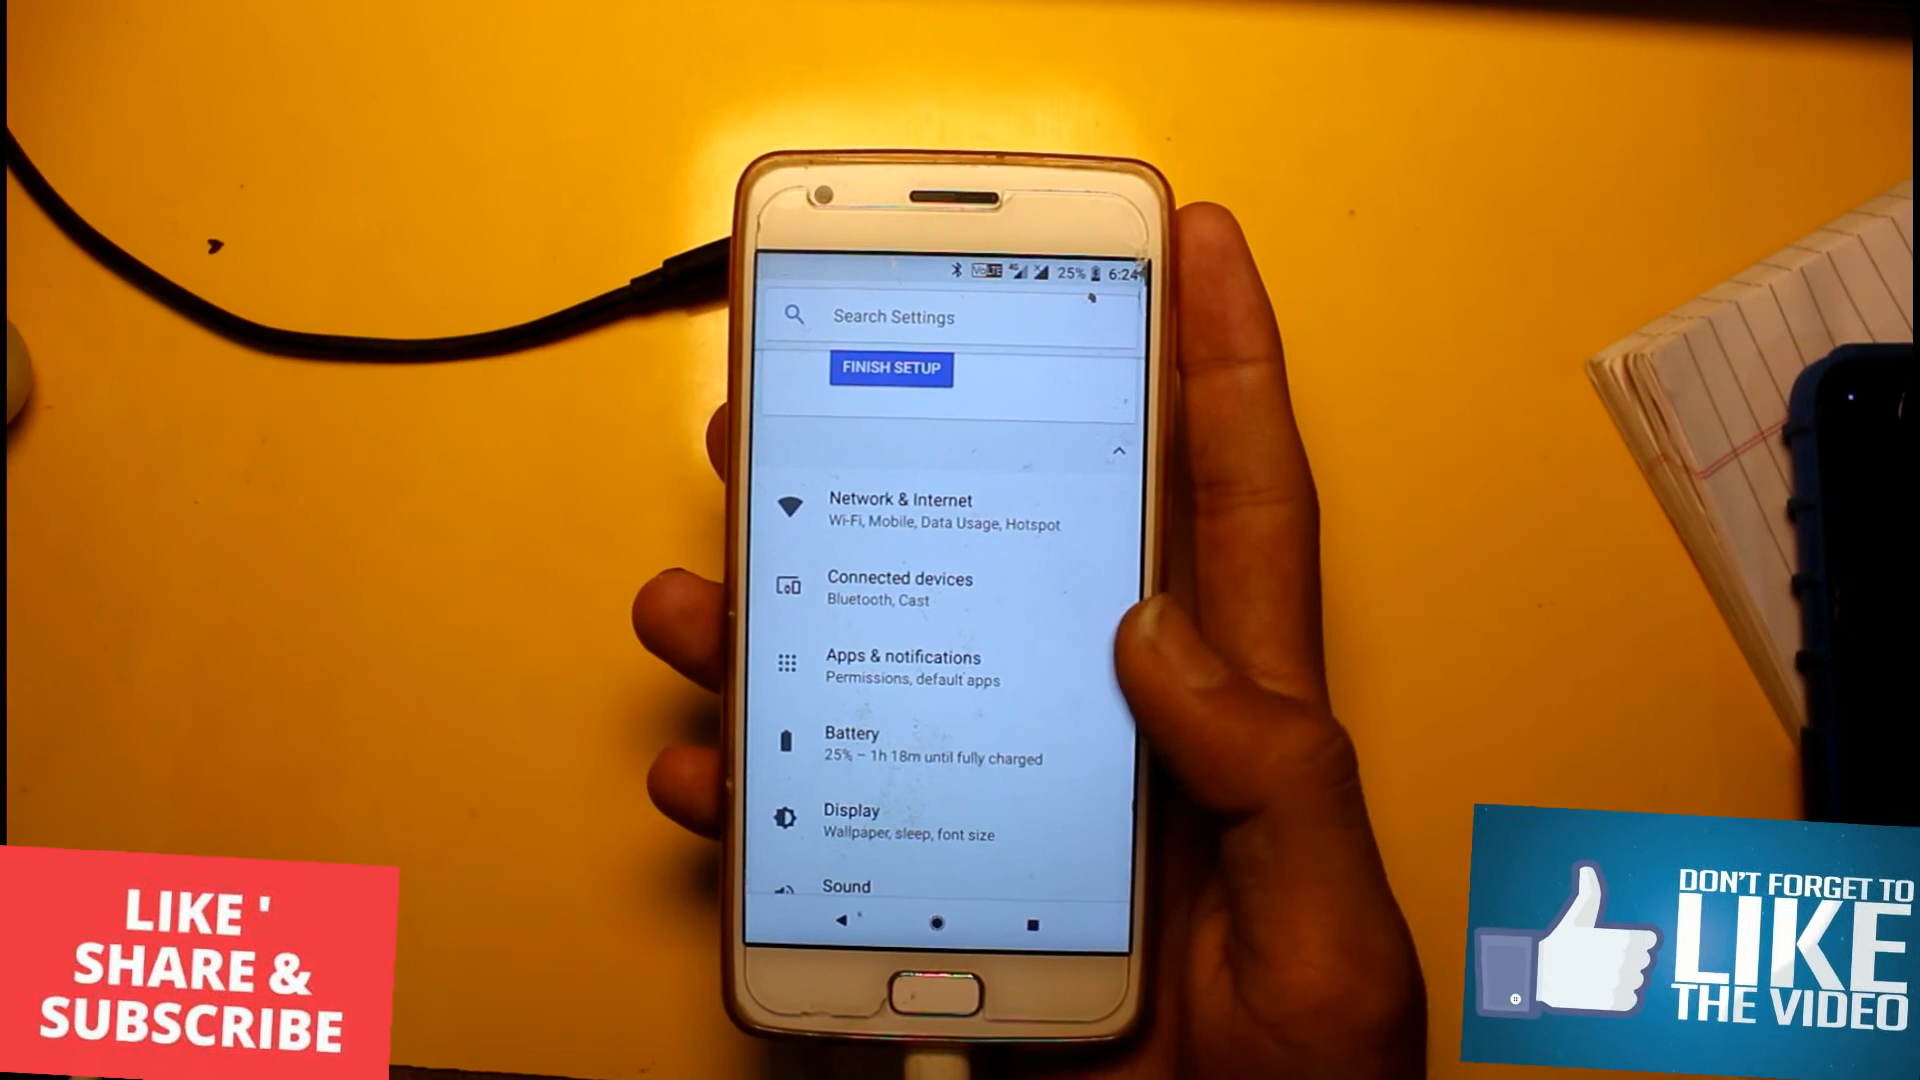 VoLTE 4G 25% 6:24
Search Settings
FINISH SETUP
Network & Internet
Wi-Fi, Mobile, Data Usage, Hotspot
Connected devices
Bluetooth, Cast
Apps & notifications
Permissions, default apps
Battery
25% – 1h 18m until fully charged
Display
Wallpaper, sleep, font size
Sound
LIKE '
SHARE &
SUBSCRIBE
DON'T FORGET TO
LIKE
THE VIDEO